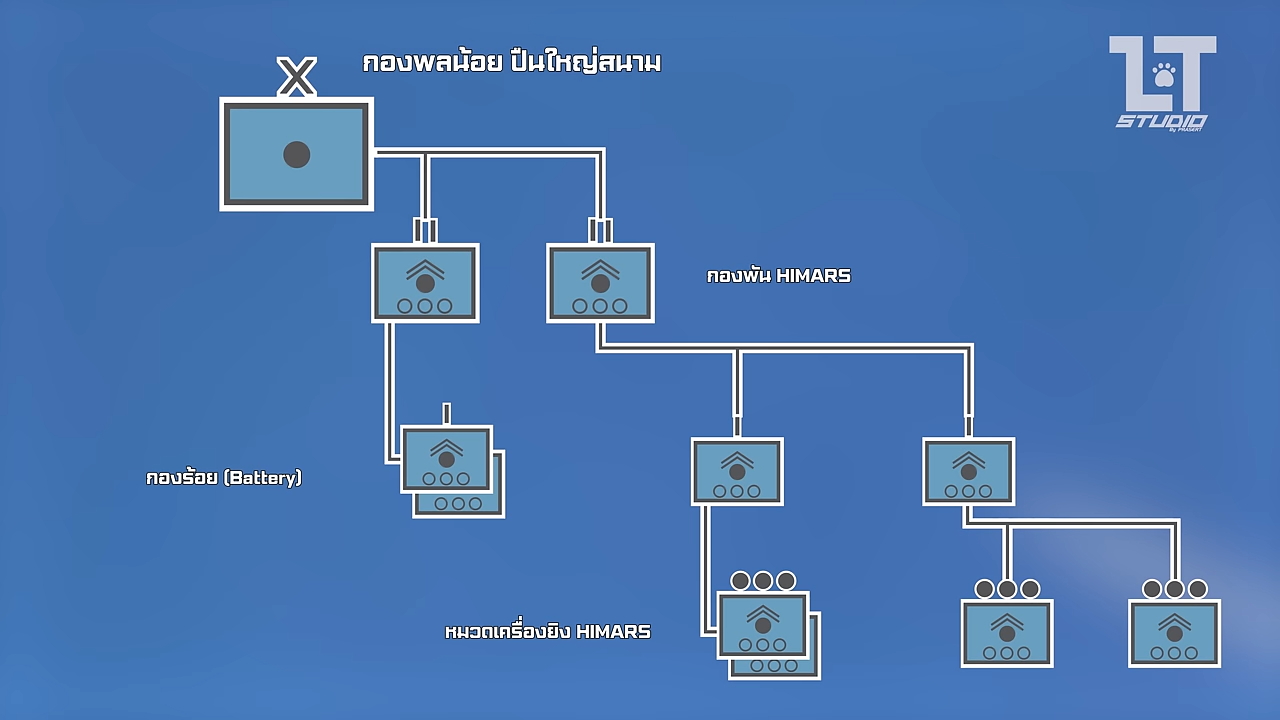 กองพลน้อย ปืนใหญ่สนาม
LT
STUDIO
By PRASERT
กองพัน HIMARS
กองร้อย (Battery)
หมวดเครื่องยิง HIMARS